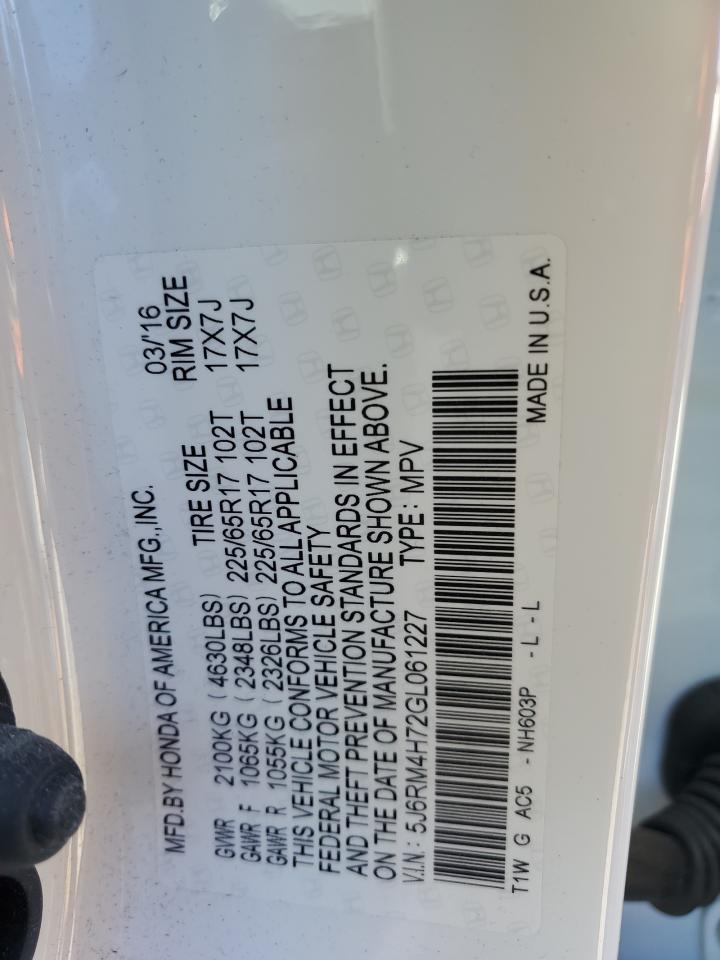 MFD.BY HONDA OF AMERICA MFG.,INC. 03/'16
TIRE SIZE RIM SIZE
GVWR 2100KG ( 4630LBS)
GAWR F 1065KG ( 2348LBS) 225/65R17 102T 17X7J
GAWR R 1055KG ( 2326LBS) 225/65R17 102T 17X7J
THIS VEHICLE CONFORMS TO ALL APPLICABLE
FEDERAL MOTOR VEHICLE SAFETY
AND THEFT PREVENTION STANDARDS IN EFFECT
ON THE DATE OF MANUFACTURE SHOWN ABOVE.
V.I.N: 5J6RM4H72GL061227 TYPE: MPV
T1W G AC5 - NH603P - L - L MADE IN U.S.A.